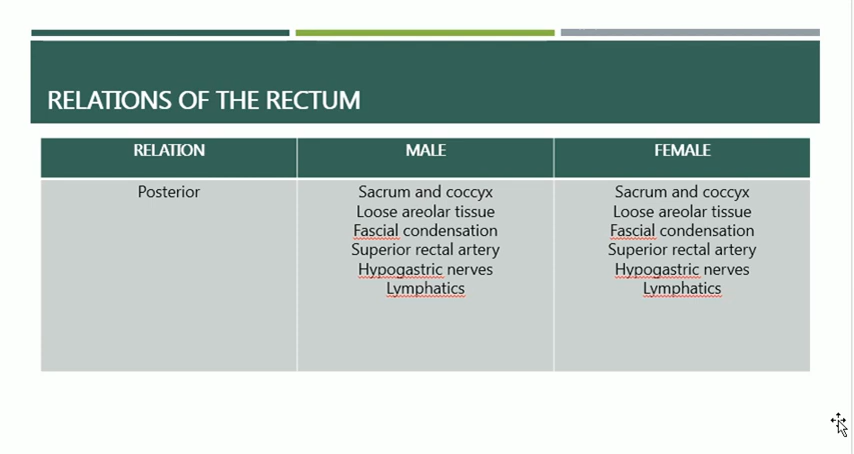 RELATIONS OF THE RECTUM
RELATION MALE FEMALE
Posterior Sacrum and coccyx Sacrum and coccyx
Loose areolar tissue Loose areolar tissue
Fascial condensation Fascial condensation
Superior rectal artery Superior rectal artery
Hypogastric nerves Hypogastric nerves
Lymphatics Lymphatics